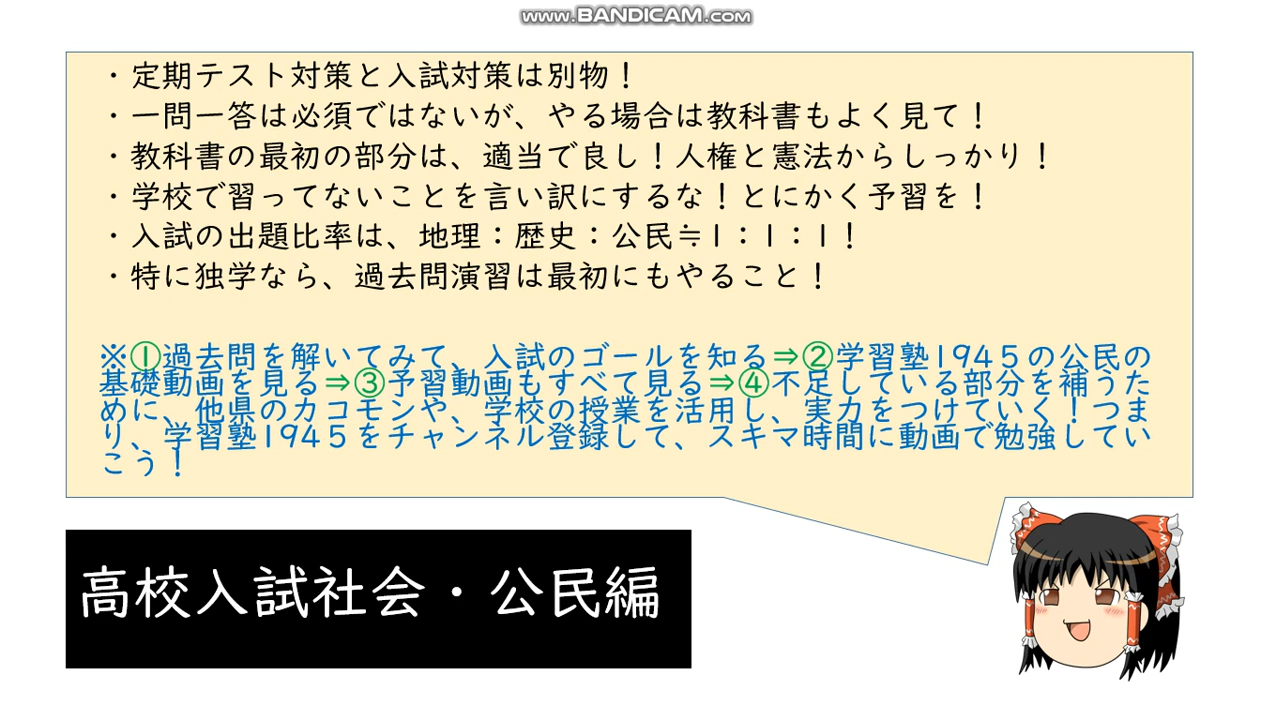 www.BANDICAM.com
・定期テスト対策と入試対策は別物！
・一問一答は必須ではないが、やる場合は教科書もよく見て！
・教科書の最初の部分は、適当で良し！人権と憲法からしっかり！
・学校で習ってないことを言い訳にするな！とにかく予習を！
・入試の出題比率は、地理：歴史：公民≒1：1：1！
・特に独学なら、過去問演習は最初にもやること！
※①過去問を解いてみて、入試のゴールを知る⇒②学習塾1945の公民の
基礎動画を見る⇒③予習動画もすべて見る⇒④不足している部分を補うた
めに、他県のカコモンや、学校の授業を活用し、実力をつけていく！つま
り、学習塾1945をチャンネル登録して、スキマ時間に動画で勉強してい
こう！
高校入試社会・公民編